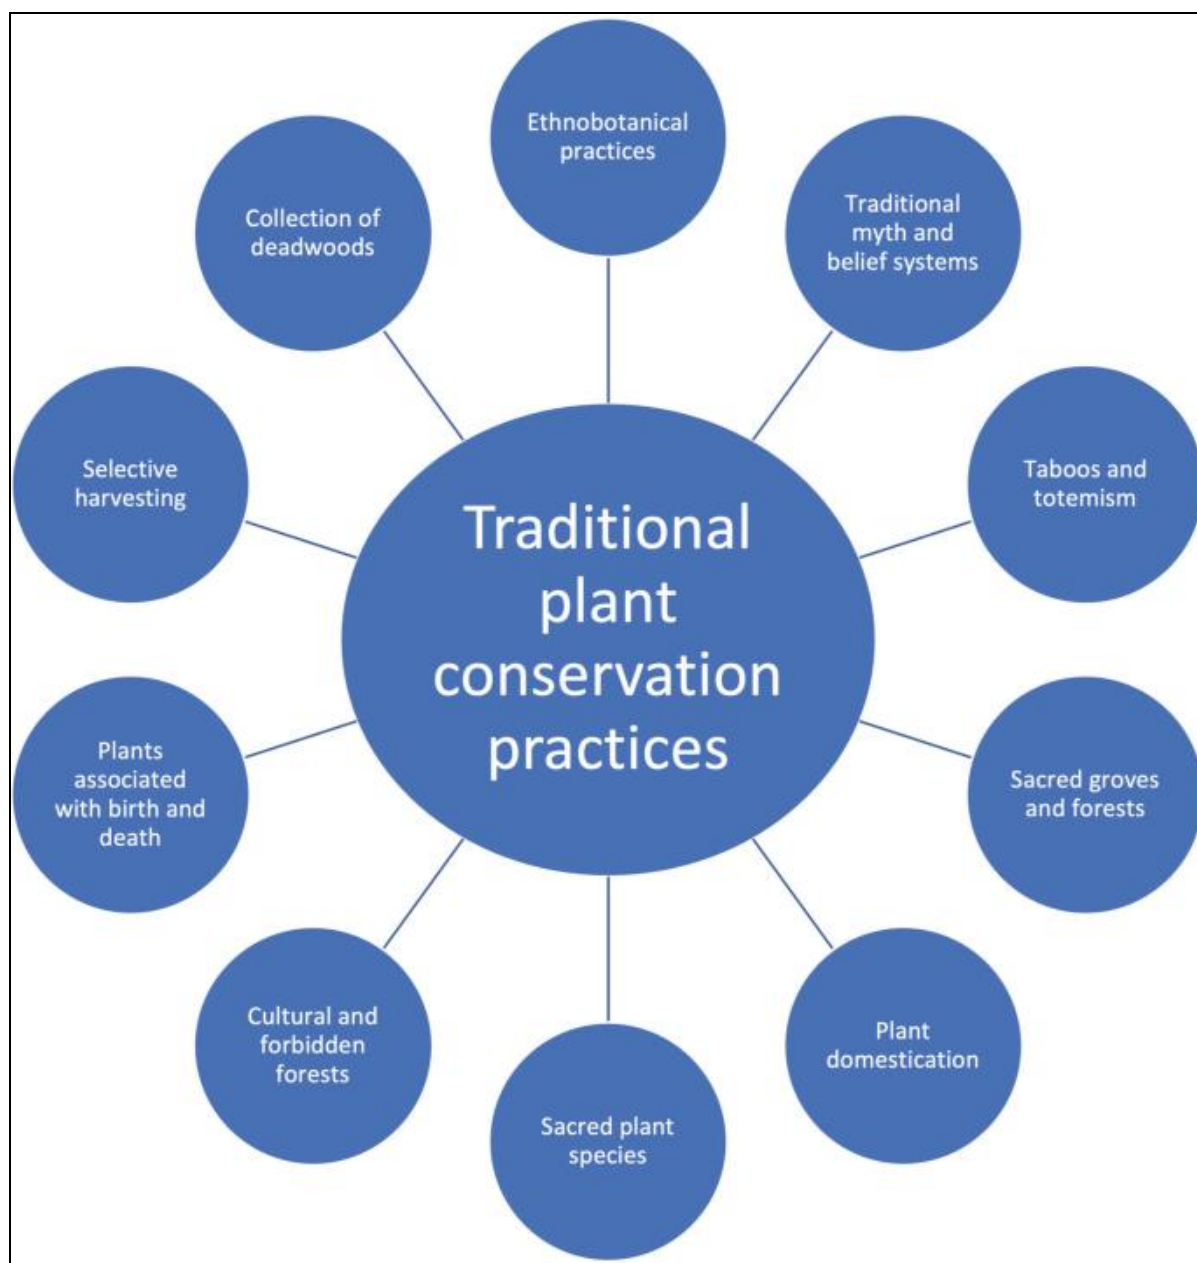 Ethnobotanical
practices
Traditional
myth and
belief systems
Taboos and
totemism
Sacred groves
and forests
Plant
domestication
Sacred plant
species
Cultural and
forbidden
forests
Plants
associated
with birth and
death
Selective
harvesting
Collection of
deadwoods
Traditional
plant
conservation
practices